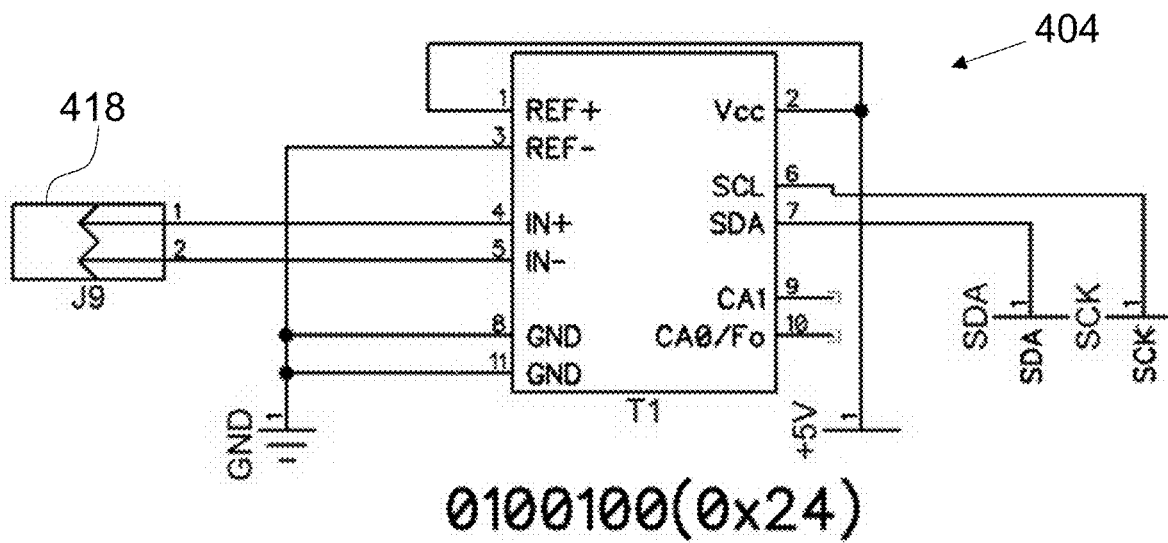 404
418
1 REF+ Vcc 2
3 REF-
SCL 6
1 4 IN+ SDA 7
2 5 IN-
J9
CA1 9
8 GND CA0/Fo 10
11 GND
T1
GND 1
+5V 1
SDA 1 SDA
SCK 1 SCK
0100100(0x24)